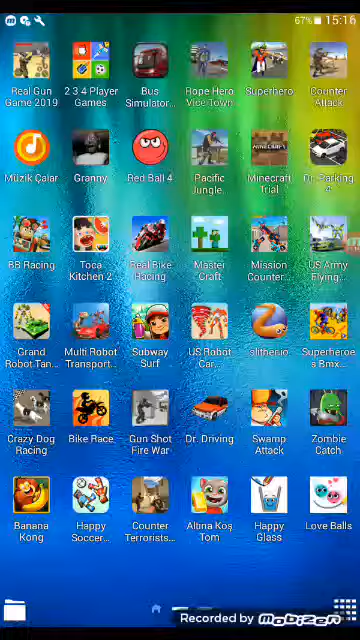 67% 15:16
Real Gun
Game 2019
2 3 4 Player
Games
Bus
Simulator...
Rope Hero
Vice Town
Superhero
Counter
Attack
Müzik Çalar
Granny
Red Ball 4
Pacific
Jungle
MINECRAFT
Minecraft
Trial
Dr. Parking
4
BB Racing
Toca
Kitchen 2
Real Bike
Racing
Master
Craft
Mission
Counter...
US Army
Flying...
Grand
Robot Tan...
Multi Robot
Transport...
Subway
Surf
US Robot
Car...
slither.io
Superheroe
s Bmx...
Crazy Dog
Racing
Bike Race
Gun Shot
Fire War
Dr. Driving
Swamp
Attack
Zombie
Catch
Banana
Kong
Happy
Soccer...
Counter
Terrorists...
Altına Koş
Tom
Happy
Glass
Love Balls
Recorded by Mobizen